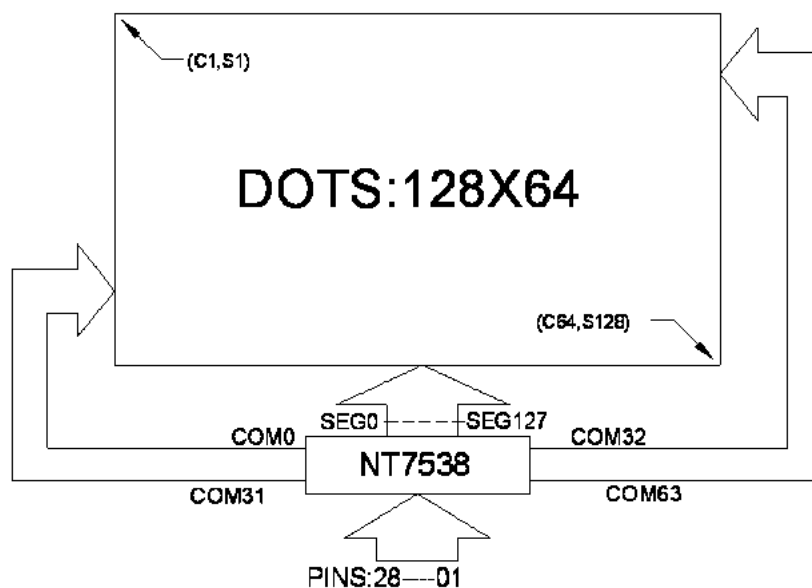 (C1,S1)
DOTS:128X64
(C64,S128)
SEG0 ---------- SEG127
COM0
COM32
NT7538
COM31
COM63
PINS:28----01